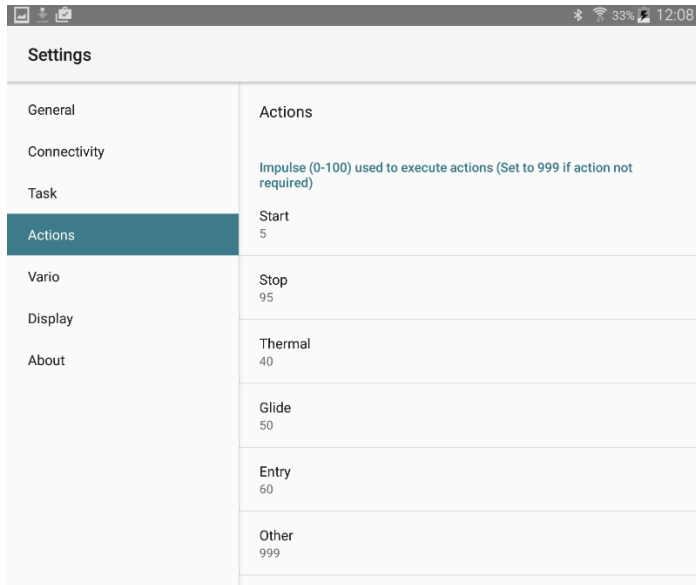 33% 12:08
Settings
General
Connectivity
Task
Actions
Vario
Display
About
Actions
Impulse (0-100) used to execute actions (Set to 999 if action not
required)
Start
5
Stop
95
Thermal
40
Glide
50
Entry
60
Other
999